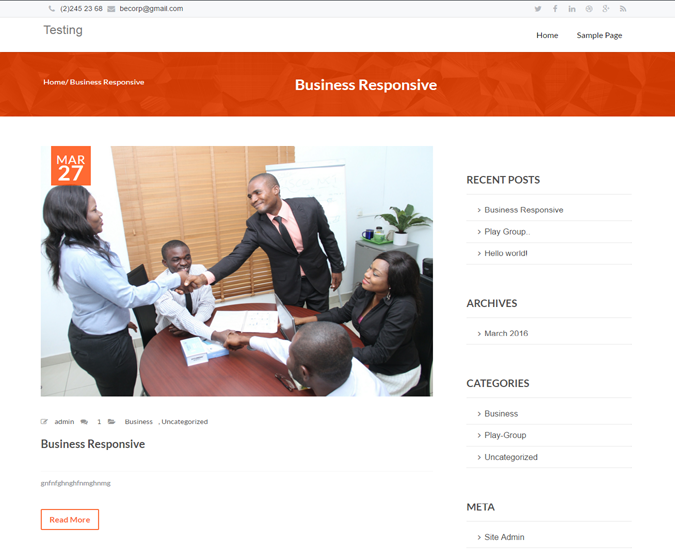 (2)245 23 68 becorp@gmail.com
Testing
Home Sample Page
Home/ Business Responsive
Business Responsive
MAR
27
admin 1 Business , Uncategorized
Business Responsive
gnfnfghnghfnmghnmg
Read More
RECENT POSTS
Business Responsive
Play Group..
Hello world!
ARCHIVES
March 2016
CATEGORIES
Business
Play-Group
Uncategorized
META
Site Admin